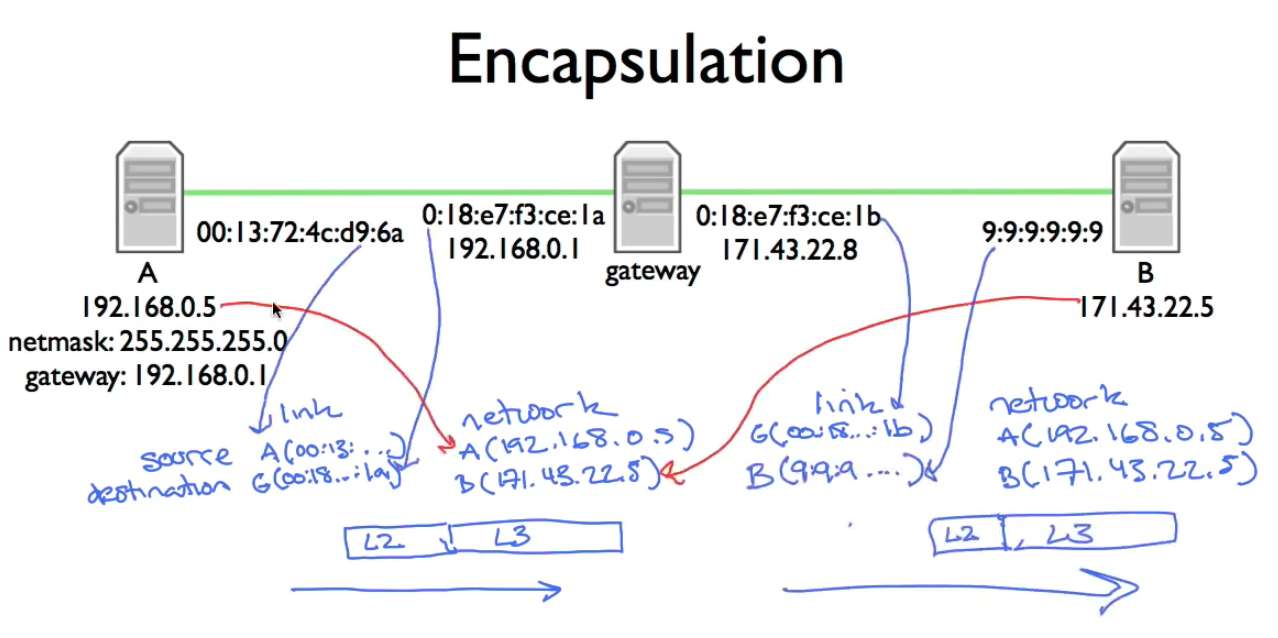 Encapsulation
00:13:72:4c:d9:6a
0:18:e7:f3:ce:1a
192.168.0.1
gateway
0:18:e7:f3:ce:1b
171.43.22.8
9:9:9:9:9:9
A
192.168.0.5
netmask: 255.255.255.0
gateway: 192.168.0.1
B
171.43.22.5
link
source A(00:13:...)
destination G(00:18...:1a)
network
A(192.168.0.5)
B(171.43.22.5)
link
G(00:18...:1b)
B(9:9:9....)
network
A(192.168.0.5)
B(171.43.22.5)
L2 L3
L2 L3